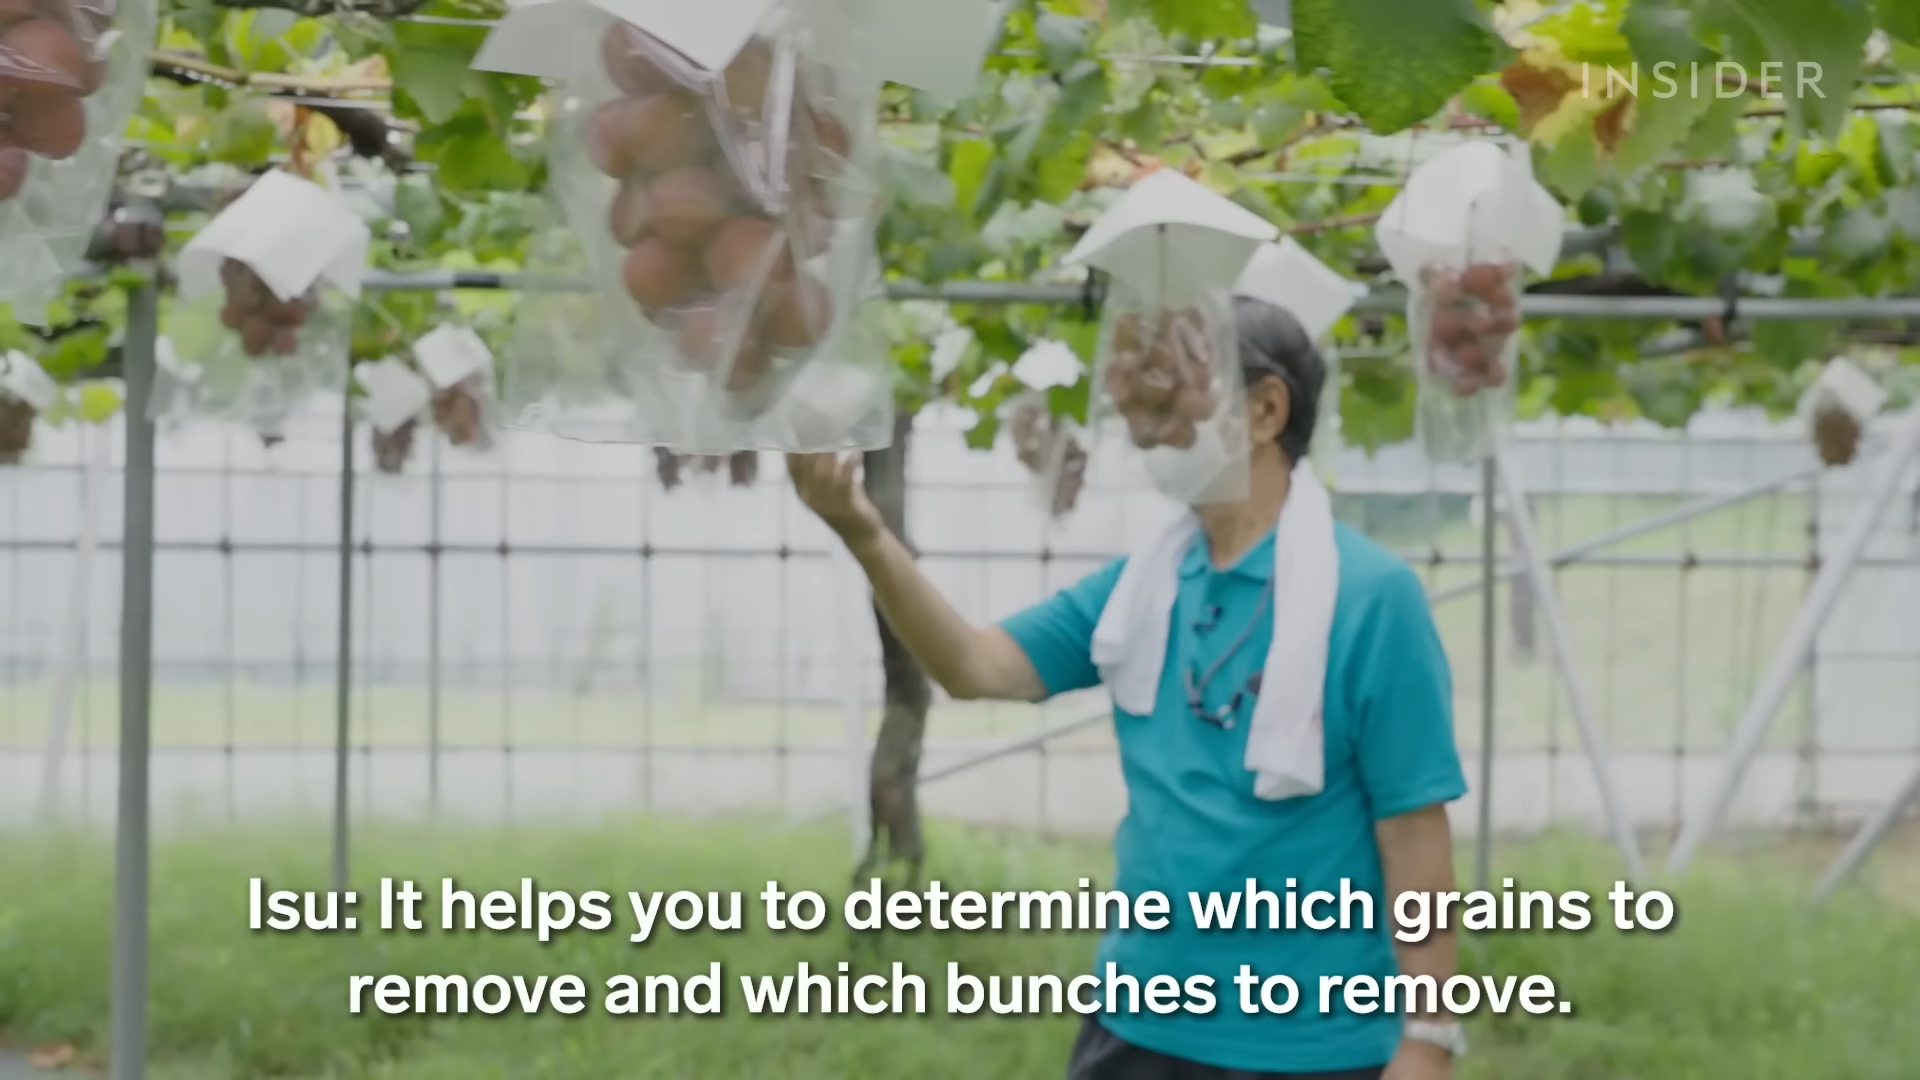 INSIDER
Isu: It helps you to determine which grains to
remove and which bunches to remove.